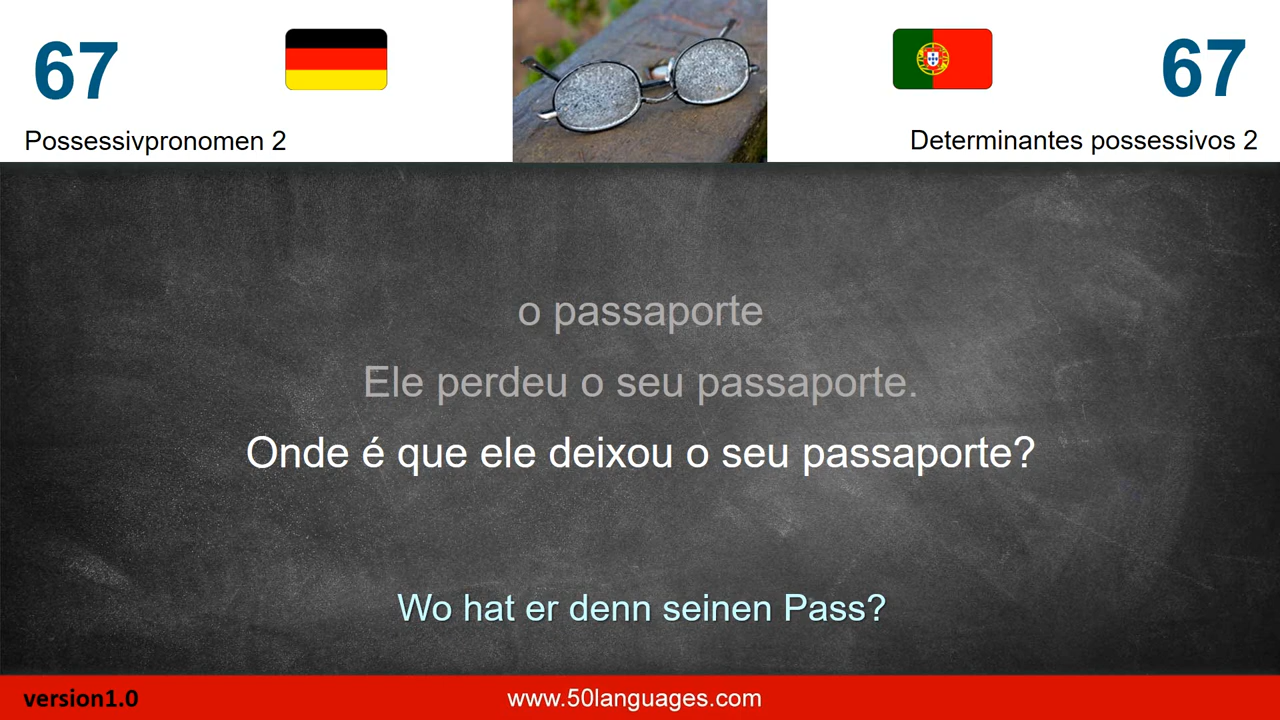 67
67
Possessivpronomen 2
Determinantes possessivos 2
o passaporte
Ele perdeu o seu passaporte.
Onde é que ele deixou o seu passaporte?
Wo hat er denn seinen Pass?
version1.0
www.50languages.com